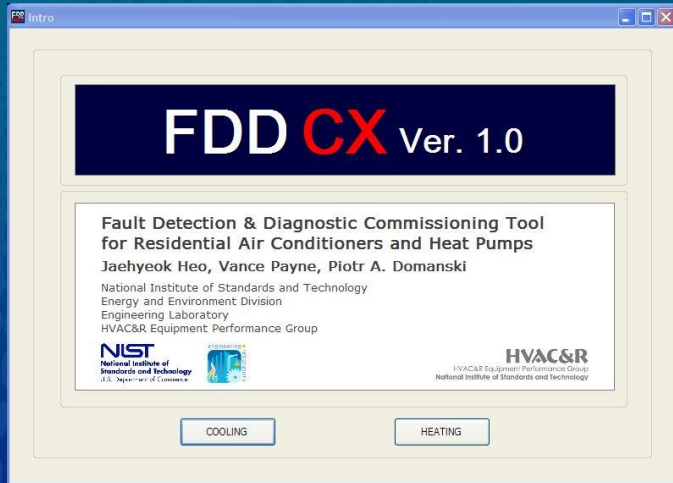 Intro
FDD CX Ver. 1.0
Fault Detection & Diagnostic Commissioning Tool
for Residential Air Conditioners and Heat Pumps
Jaehyeok Heo, Vance Payne, Piotr A. Domanski
National Institute of Standards and Technology
Energy and Environment Division
Engineering Laboratory
HVAC&R Equipment Performance Group
NIST
National Institute of
Standards and Technology
U.S. Department of Commerce
engineering
laboratory
HVAC&R
HVAC&R Equipment Performance Group
National Institute of Standards and Technology
COOLING
HEATING